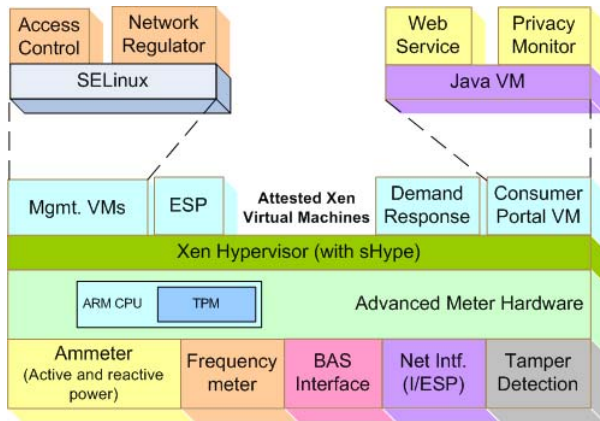 Access
Control
Network
Regulator
SELinux
Web
Service
Privacy
Monitor
Java VM
Mgmt. VMs
ESP
Attested Xen
Virtual Machines
Demand
Response
Consumer
Portal VM
Xen Hypervisor (with sHype)
ARM CPU
TPM
Advanced Meter Hardware
Ammeter
(Active and reactive
power)
Frequency
meter
BAS
Interface
Net Intf.
(I/ESP)
Tamper
Detection